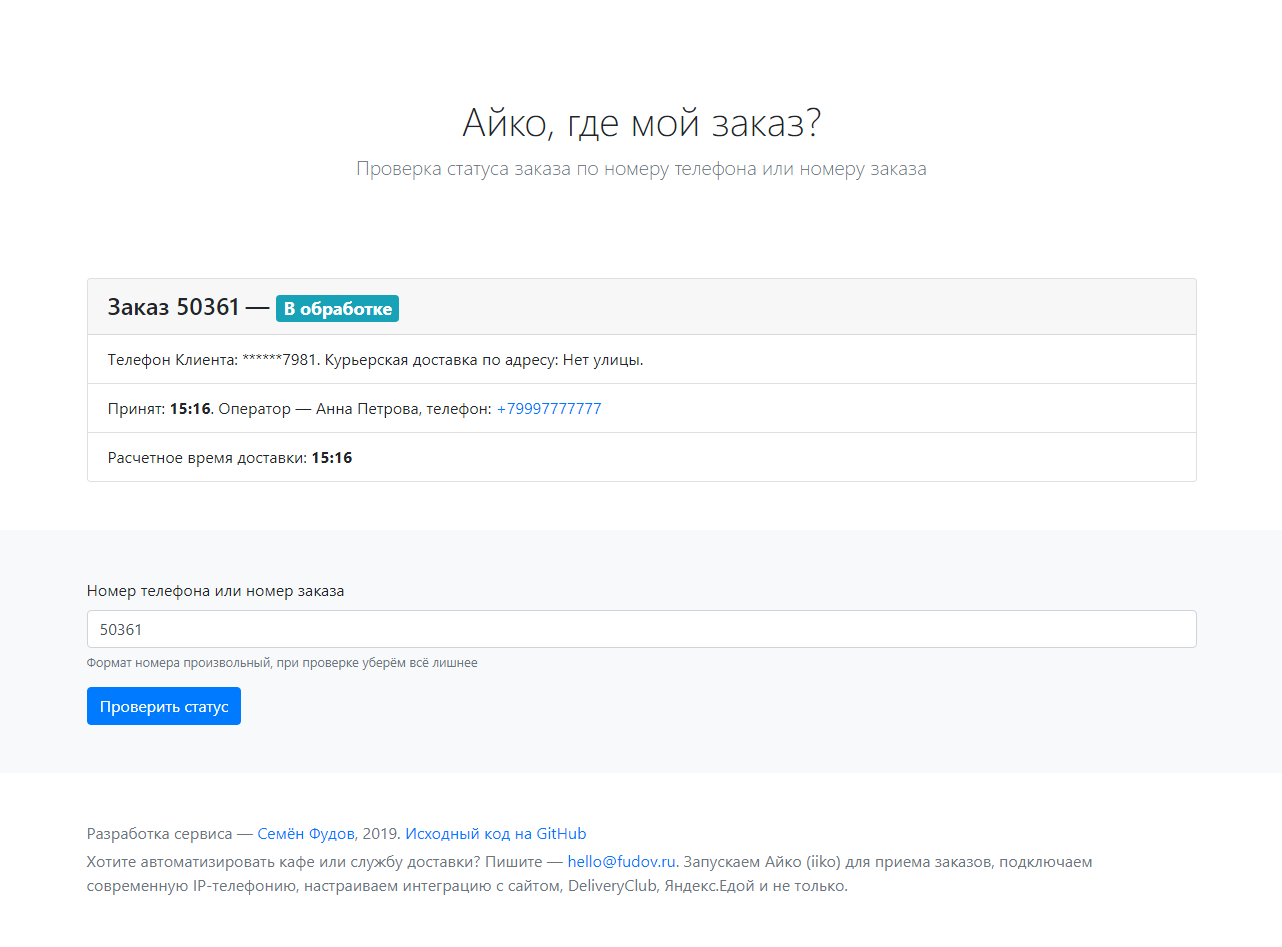 Айко, где мой заказ?
Проверка статуса заказа по номеру телефона или номеру заказа
Заказ 50361 — В обработке
Телефон Клиента: ******7981. Курьерская доставка по адресу: Нет улицы.
Принят: 15:16. Оператор — Анна Петрова, телефон: +79997777777
Расчетное время доставки: 15:16
Номер телефона или номер заказа
50361
Формат номера произвольный, при проверке уберём всё лишнее
Проверить статус
Разработка сервиса — Семён Фудов, 2019. Исходный код на GitHub
Хотите автоматизировать кафе или службу доставки? Пишите — hello@fudov.ru. Запускаем Айко (iiko) для приема заказов, подключаем
современную IP-телефонию, настраиваем интеграцию с сайтом, DeliveryClub, Яндекс.Едой и не только.